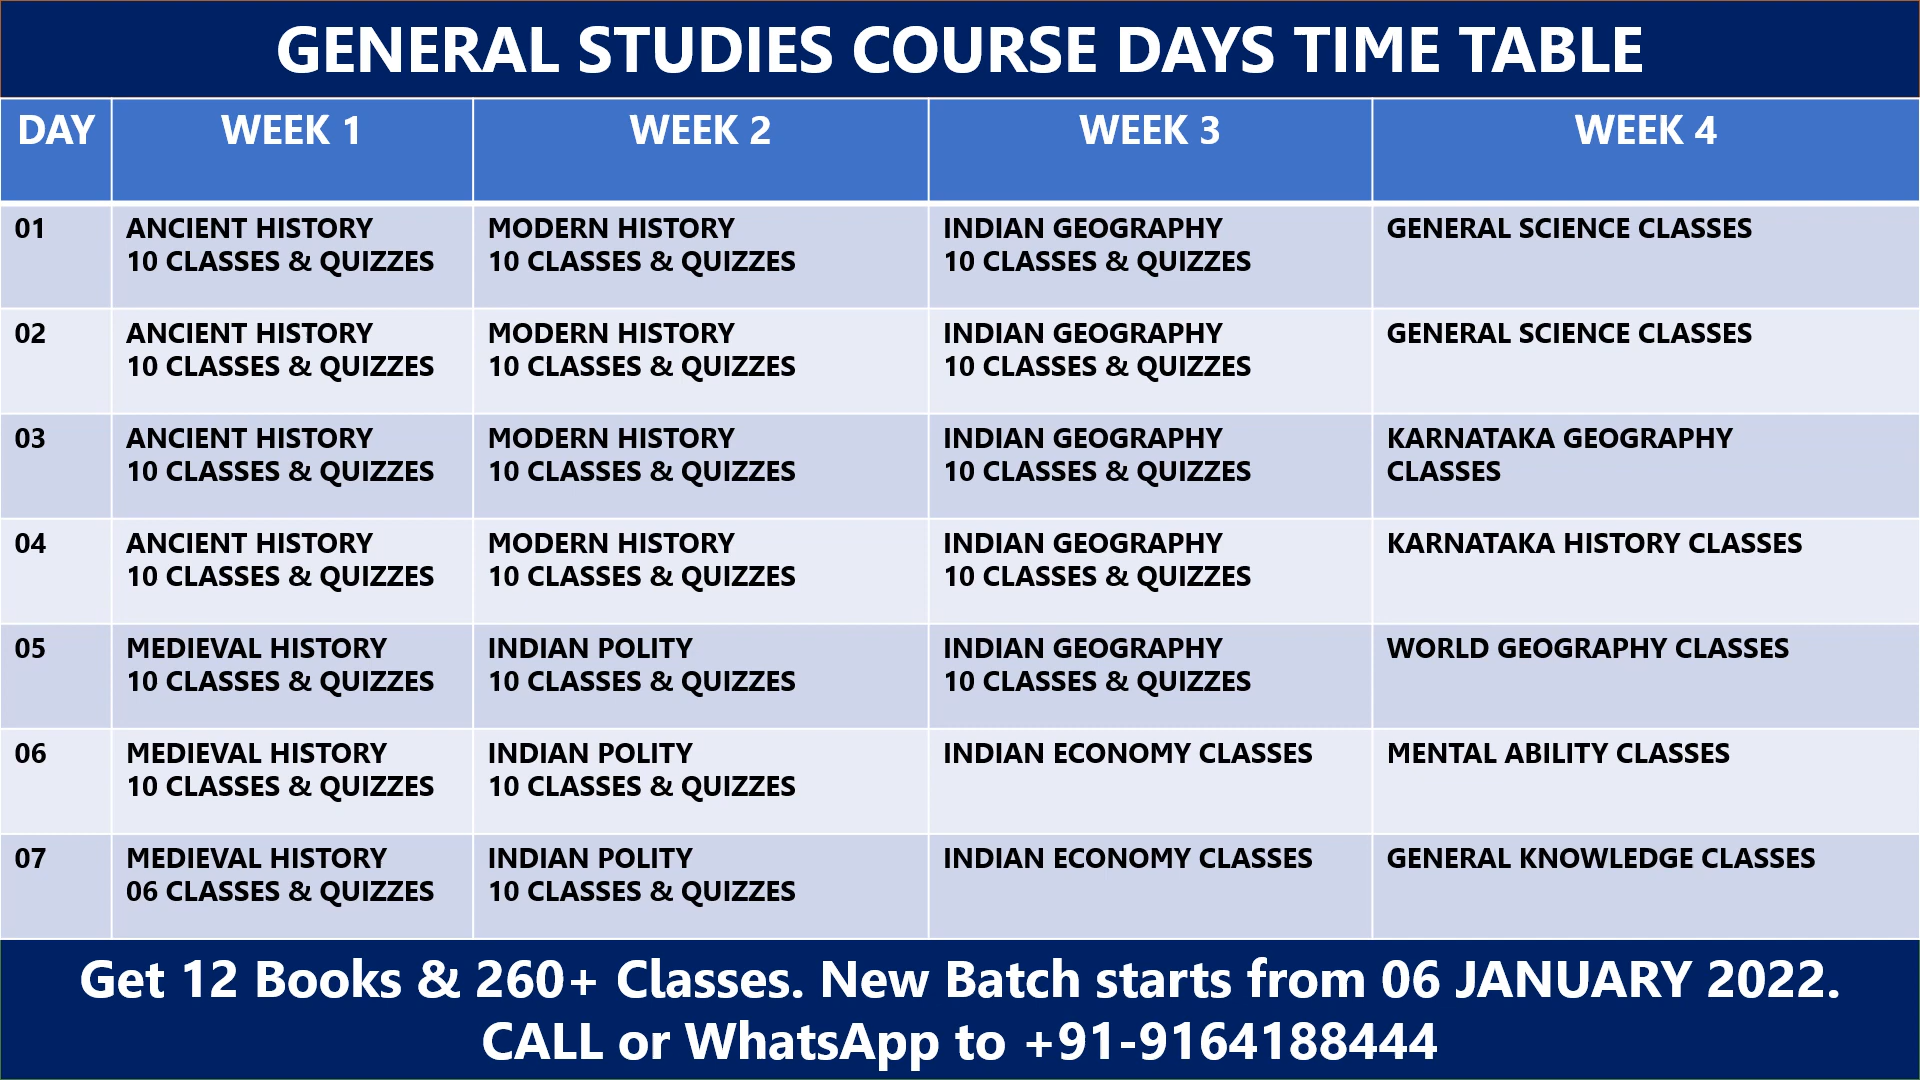 GENERAL STUDIES COURSE DAYS TIME TABLE
DAY WEEK 1 WEEK 2 WEEK 3 WEEK 4
01 ANCIENT HISTORY MODERN HISTORY INDIAN GEOGRAPHY GENERAL SCIENCE CLASSES
10 CLASSES & QUIZZES 10 CLASSES & QUIZZES 10 CLASSES & QUIZZES
02 ANCIENT HISTORY MODERN HISTORY INDIAN GEOGRAPHY GENERAL SCIENCE CLASSES
10 CLASSES & QUIZZES 10 CLASSES & QUIZZES 10 CLASSES & QUIZZES
03 ANCIENT HISTORY MODERN HISTORY INDIAN GEOGRAPHY KARNATAKA GEOGRAPHY
10 CLASSES & QUIZZES 10 CLASSES & QUIZZES 10 CLASSES & QUIZZES CLASSES
04 ANCIENT HISTORY MODERN HISTORY INDIAN GEOGRAPHY KARNATAKA HISTORY CLASSES
10 CLASSES & QUIZZES 10 CLASSES & QUIZZES 10 CLASSES & QUIZZES
05 MEDIEVAL HISTORY INDIAN POLITY INDIAN GEOGRAPHY WORLD GEOGRAPHY CLASSES
10 CLASSES & QUIZZES 10 CLASSES & QUIZZES 10 CLASSES & QUIZZES
06 MEDIEVAL HISTORY INDIAN POLITY INDIAN ECONOMY CLASSES MENTAL ABILITY CLASSES
10 CLASSES & QUIZZES 10 CLASSES & QUIZZES
07 MEDIEVAL HISTORY INDIAN POLITY INDIAN ECONOMY CLASSES GENERAL KNOWLEDGE CLASSES
06 CLASSES & QUIZZES 10 CLASSES & QUIZZES
Get 12 Books & 260+ Classes. New Batch starts from 06 JANUARY 2022.
CALL or WhatsApp to +91-9164188444